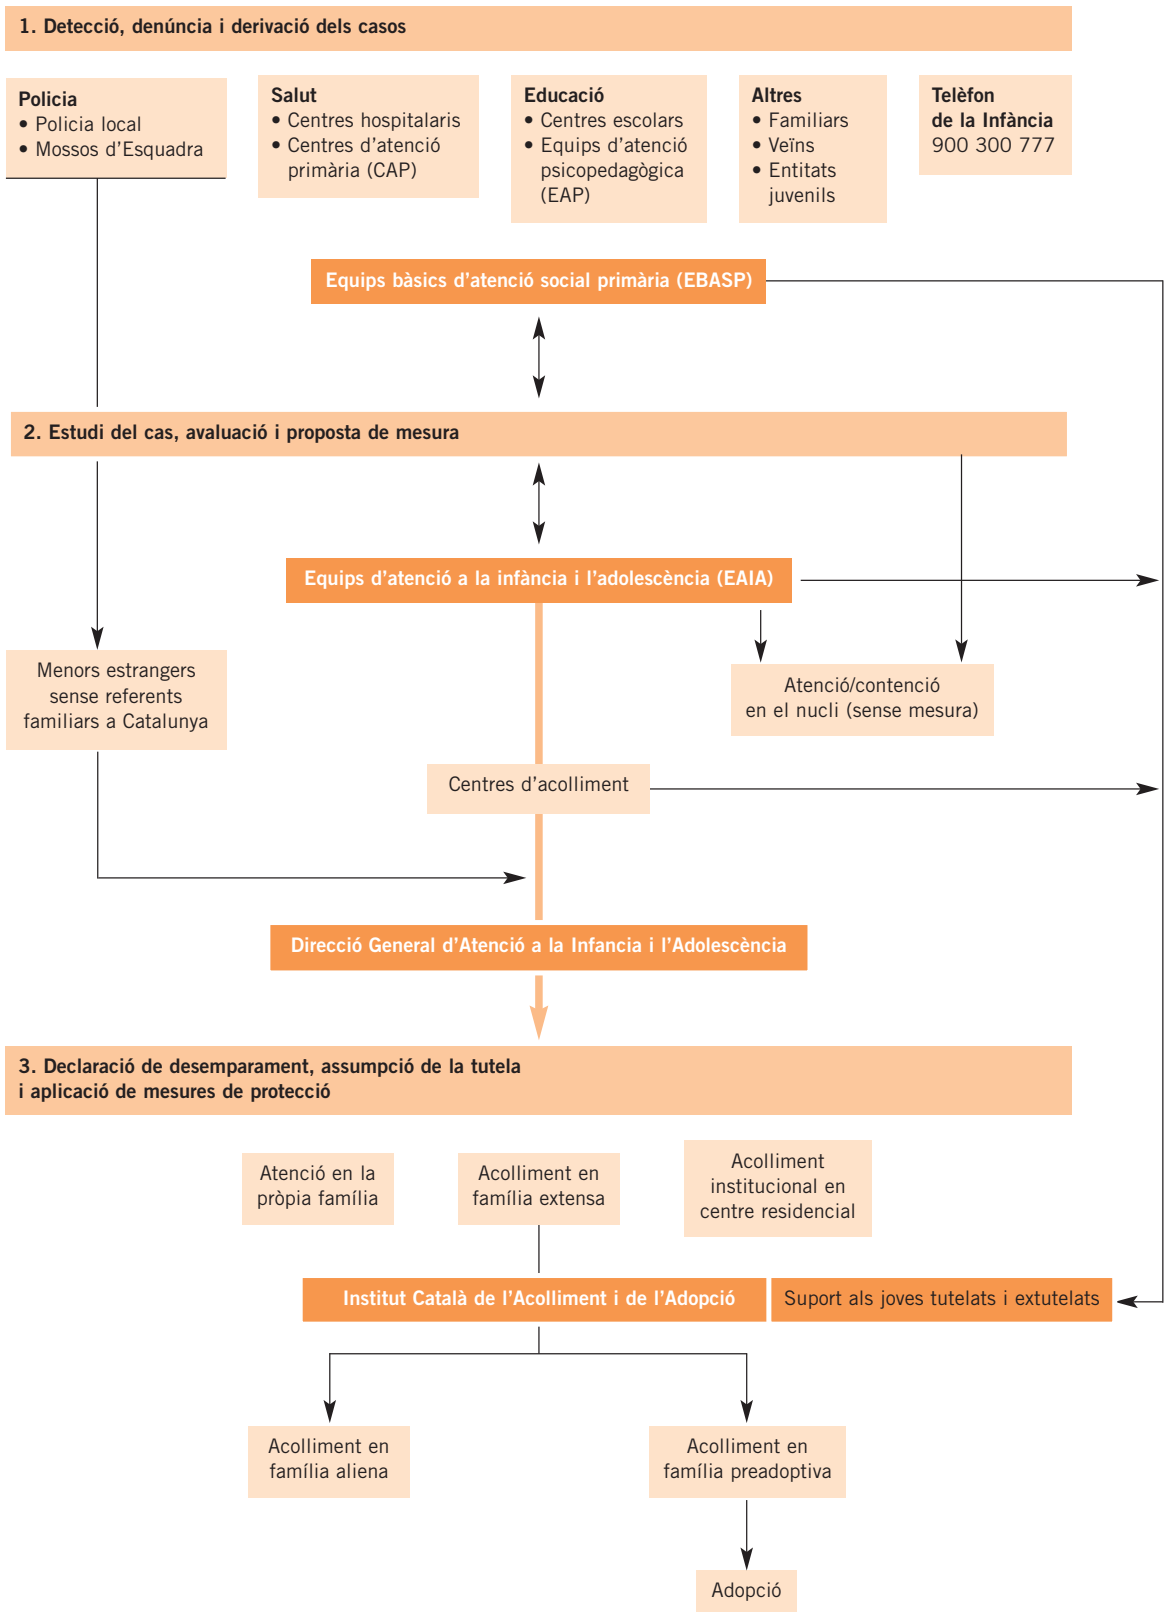 1. Detecció, denúncia i derivació dels casos
Policia
• Policia local
• Mossos d’Esquadra
Salut
• Centres hospitalaris
• Centres d’atenció
primària (CAP)
Educació
• Centres escolars
• Equips d’atenció
psicopedagògica
(EAP)
Altres
• Familiars
• Veïns
• Entitats
juvenils
Telèfon
de la Infància
900 300 777
Equips bàsics d’atenció social primària (EBASP)
2. Estudi del cas, avaluació i proposta de mesura
Equips d’atenció a la infància i l’adolescència (EAIA)
Menors estrangers
sense referents
familiars a Catalunya
Atenció/contenció
en el nucli (sense mesura)
Centres d’acolliment
Direcció General d’Atenció a la Infancia i l’Adolescència
3. Declaració de desemparament, assumpció de la tutela
i aplicació de mesures de protecció
Atenció en la
pròpia família
Acolliment en
família extensa
Acolliment
institucional en
centre residencial
Institut Català de l’Acolliment i de l’Adopció
Suport als joves tutelats i extutelats
Acolliment en
família aliena
Acolliment en
família preadoptiva
Adopció